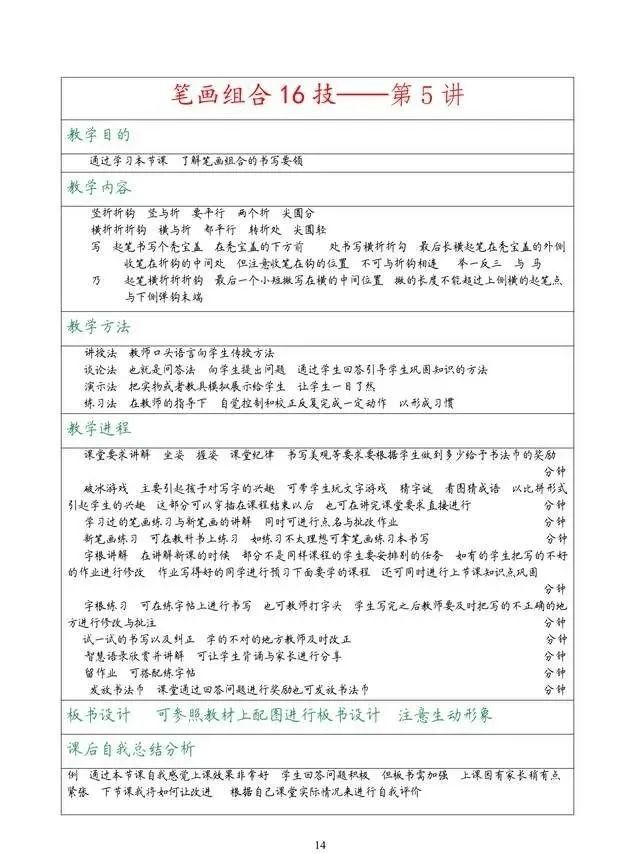 笔画组合16技——第5讲
教学目的
通过学习本节课 了解笔画组合的书写要领
教学内容
竖折折钩 竖与折 要平行 两个折 尖圆分
横折折折钩 横与折 都平行 转折处 尖圆轻
写 起笔书写个秃宝盖 在秃宝盖的下方前 处书写横折折勾 最后长横起笔在秃宝盖的外侧
收笔在折钩的中间处 但注意收笔在钩的位置 不可与折钩相连 举一反三 与 马
乃 起笔横折折折钩 最后一个小短撇写在横的中间位置 撇的长度不能超过上侧横的起笔点
与下侧弹钩末端
教学方法
讲授法 教师口头语言向学生传授方法
谈论法 也就是问答法 向学生提出问题 通过学生回答引导学生巩固知识的方法
演示法 把实物或者教具模拟展示给学生 让学生一目了然
练习法 在教师的指导下 自觉控制和校正反复完成一定动作 以形成习惯
教学进程
课堂要求讲解 坐姿 握姿 课堂纪律 书写美观等要求要根据学生做到多少给予书法币的奖励
分钟
破冰游戏 主要引起孩子对写字的兴趣 可带学生玩文字游戏 猜字谜 看图猜成语 以比拼形式
引起学生的兴趣 这部分可以穿插在课程结束以后 也可在讲完课堂要求直接进行 分钟
学习过的笔画练习与新笔画的讲解 同时可进行点名与批改作业 分钟
新笔画练习 可在教科书上练习 如练习不太理想可拿笔画练习本书写 分钟
字根讲解 在讲解新课的时候 部分不是同样课程的学生要安排别的任务 如有的学生把写的不好
的作业进行修改 作业写得好的同学进行预习下面要学的课程 还可同时进行上节课知识点巩固
分钟
字根练习 可在练字帖上进行书写 也可教师打字头 学生写完之后教师要及时把写的不正确的地
方进行修改与批注 分钟
试一试的书写以及纠正 学的不对的地方教师及时改正 分钟
智慧语录欣赏并讲解 可让学生背诵与家长进行分享 分钟
留作业 可搭配练字帖 分钟
发放书法币 课堂通过回答问题进行奖励也可发放书法币 分钟
板书设计 可参照教材上配图进行板书设计 注意生动形象
课后自我总结分析
例 通过本节课自我感觉上课效果非常好 学生回答问题积极 但板书需加强 上课因有家长稍有点
紧张 下节课我将如何让改进 根据自己课堂实际情况来进行自我评价
14